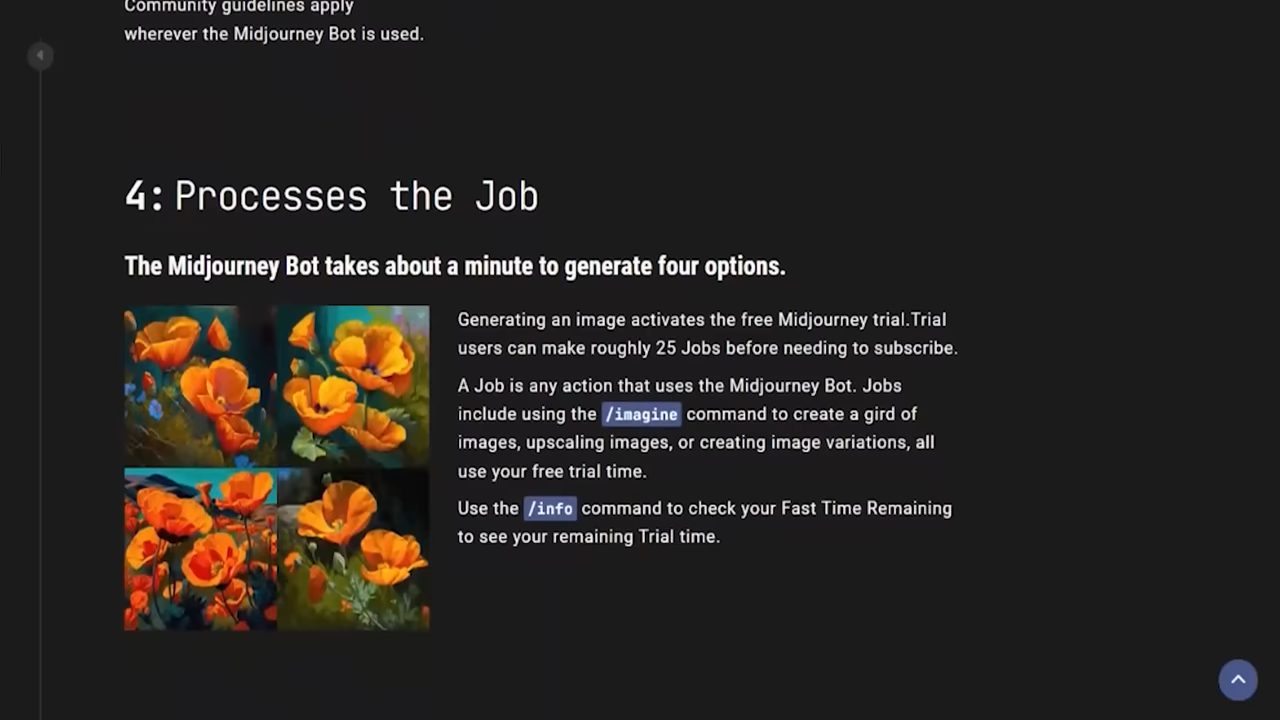 Community guidelines apply
wherever the Midjourney Bot is used.
4: Processes the Job
The Midjourney Bot takes about a minute to generate four options.
Generating an image activates the free Midjourney trial.Trial
users can make roughly 25 Jobs before needing to subscribe.
A Job is any action that uses the Midjourney Bot. Jobs
include using the /imagine command to create a gird of
images, upscaling images, or creating image variations, all
use your free trial time.
Use the /info command to check your Fast Time Remaining
to see your remaining Trial time.